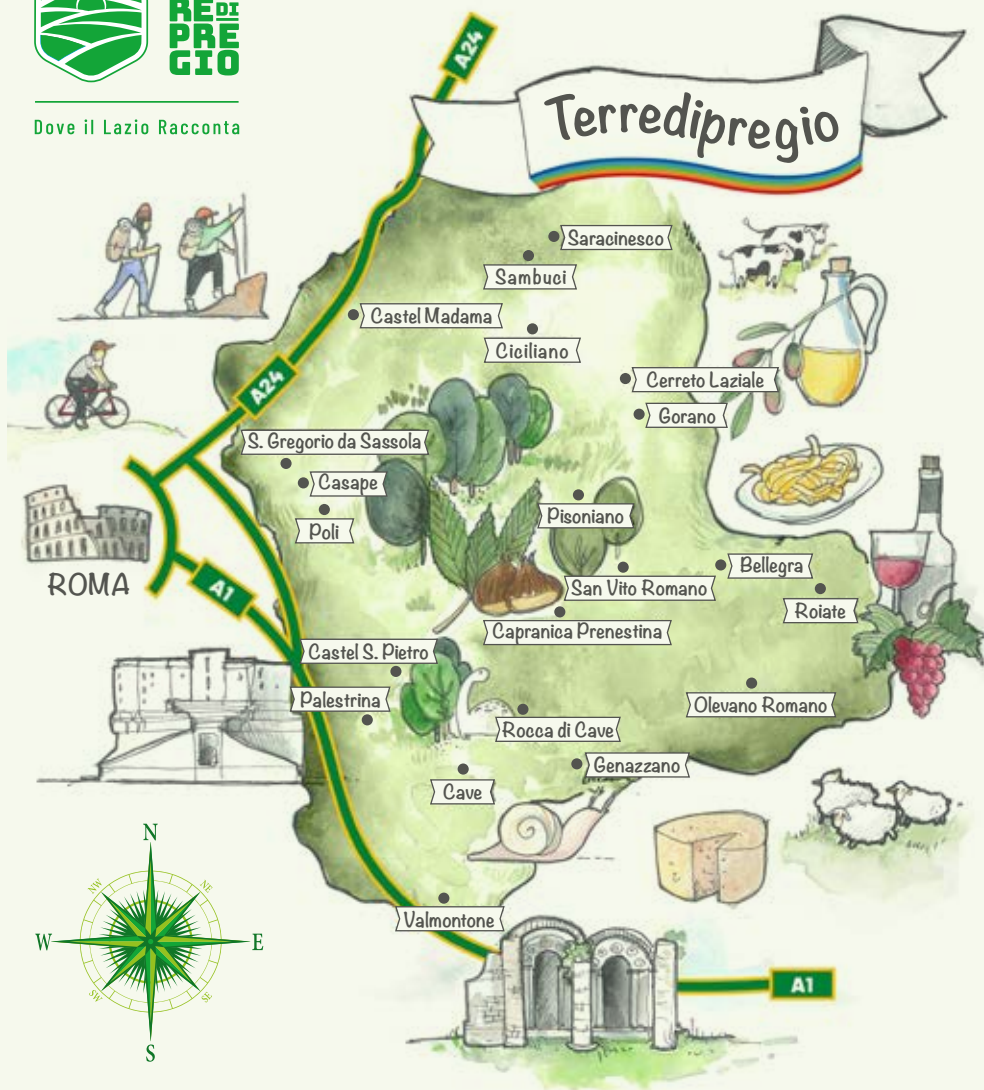 REDI
PRE
GIO
Dove il Lazio Racconta
A24
Terredipregio
Saracinesco
Sambuci
Castel Madama
Ciciliano
A24
Cerreto Laziale
Gorano
S. Gregorio da Sassola
Casape
Poli
Pisoniano
ROMA
A1
San Vito Romano
Bellegra
Roiate
Capranica Prenestina
Castel S. Pietro
Palestrina
Olevano Romano
Rocca di Cave
Genazzano
Cave
Valmontone
A1
N
NW
NE
W
E
SW
SE
S